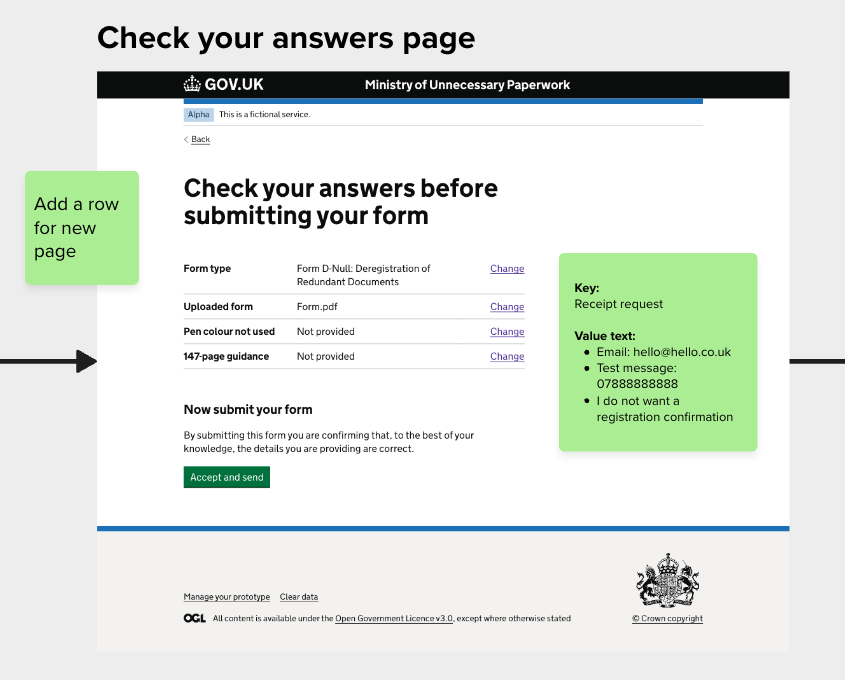 Check your answers page
GOV.UK
Ministry of Unnecessary Paperwork
Alpha This is a fictional service.
Back
Add a row
for new
page
Check your answers before
submitting your form
Form type Form D-Null: Deregistration of Change
Redundant Documents
Uploaded form Form.pdf Change
Pen colour not used Not provided Change
147-page guidance Not provided Change
Key:
Receipt request
Value text:
Email: hello@hello.co.uk
Test message:
07888888888
I do not want a
registration confirmation
Now submit your form
By submitting this form you are confirming that, to the best of your
knowledge, the details you are providing are correct.
Accept and send
Manage your prototype Clear data
OGL All content is available under the Open Government Licence v3.0, except where otherwise stated
© Crown copyright